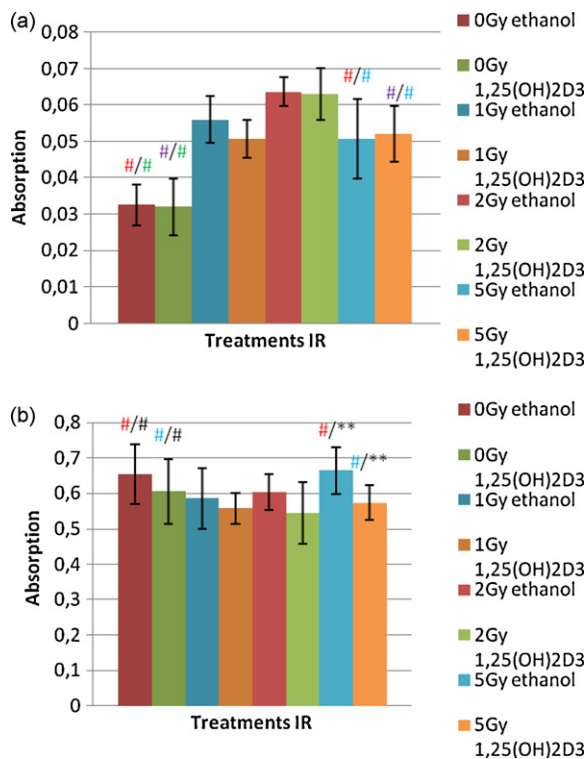 (a)
0,08
0,07
0,06
0,05
0,04
0,03
0,02
0,01
0
Absorption
#/#
#/#
#/#
#/#
Treatments IR
0Gy ethanol
0Gy
1,25(OH)2D3
1Gy ethanol
1Gy
1,25(OH)2D3
2Gy ethanol
2Gy
1,25(OH)2D3
5Gy ethanol
5Gy
1,25(OH)2D3
(b)
0,8
0,7
0,6
0,5
0,4
0,3
0,2
0,1
0
Absorption
#/#
#/#
#/**
#/**
Treatments IR
0Gy ethanol
0Gy
1,25(OH)2D3
1Gy ethanol
1Gy
1,25(OH)2D3
2Gy ethanol
2Gy
1,25(OH)2D3
5Gy ethanol
5Gy
1,25(OH)2D3